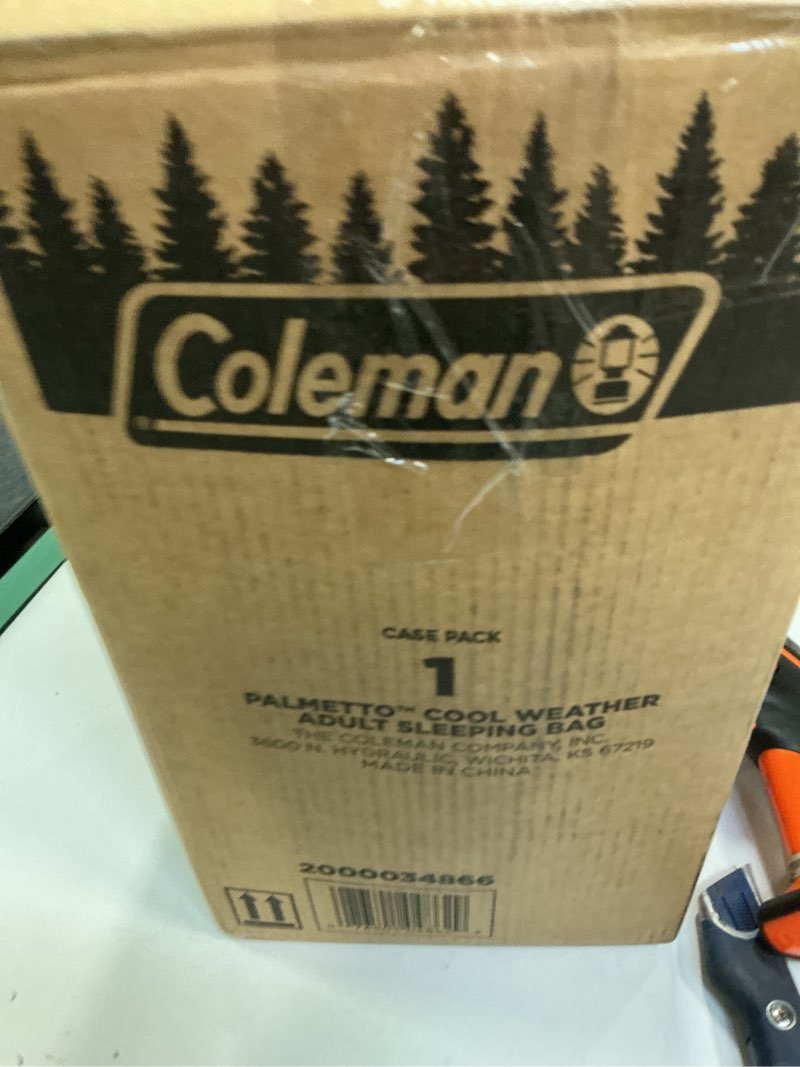 Coleman
CASE PACK
1
PALMETTO™ COOL WEATHER
ADULT SLEEPING BAG
THE COLEMAN COMPANY, INC.
3600 N. HYDRAULIC, WICHITA, KS 67219
MADE IN CHINA
2000034866